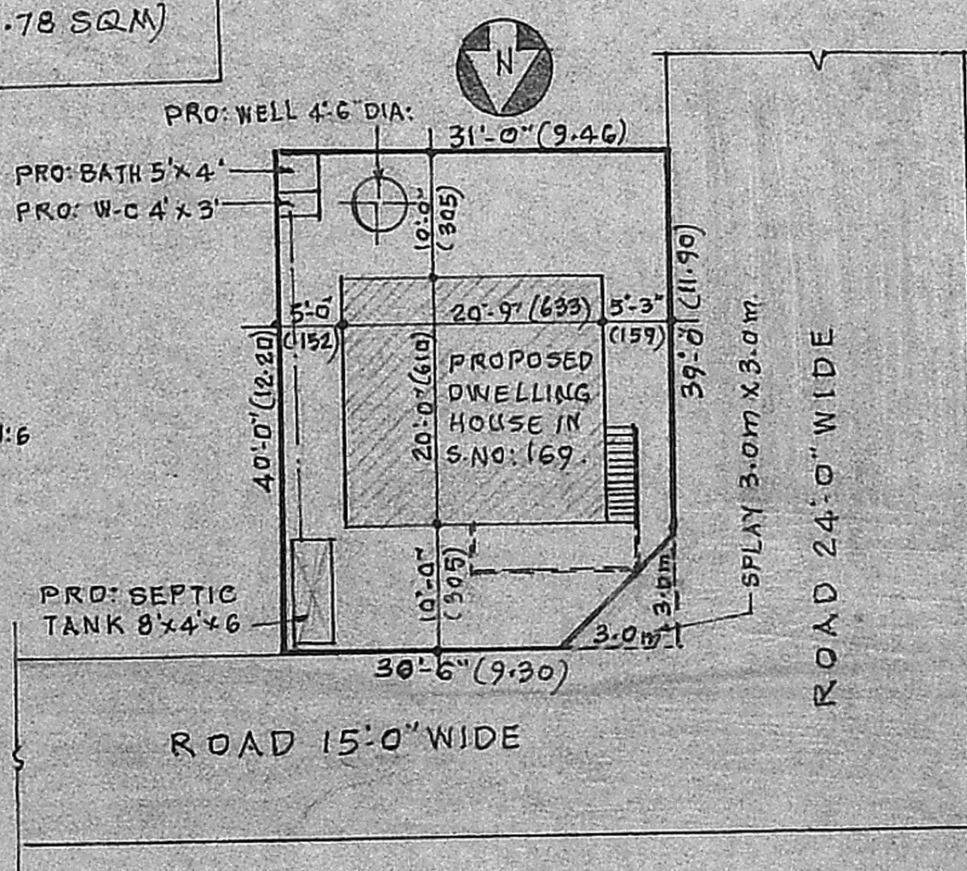 .78 SQM)
N
PRO: WELL 4'-6" DIA:
31'-0" (9.46)
PRO: BATH 5'x4'
PRO: W-C 4'x3'
10'-0"
(305)
5'-0"
(152)
20'-9" (633)
5'-3"
(159)
39'-0" (11.90)
40'-0" (12.20)
20'-0" (610)
PROPOSED
DWELLING
HOUSE IN
S.NO: 169.
1:6
SPLAY 3.0m X 3.0m.
ROAD 24'-0" WIDE
PRO: SEPTIC
TANK 8'x4'x6
10'-0"
(305)
3.0m
3.0m
30'-6" (9.30)
ROAD 15'-0" WIDE